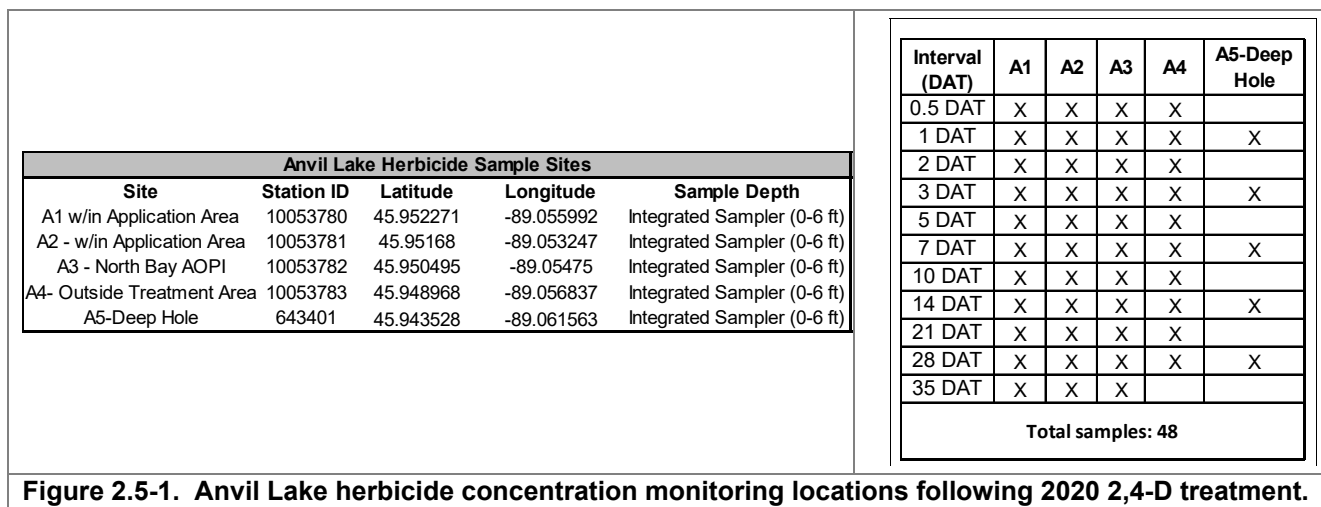 Anvil Lake Herbicide Sample Sites
Site Station ID Latitude Longitude Sample Depth
A1 w/in Application Area 10053780 45.952271 -89.055992 Integrated Sampler (0-6 ft)
A2 - w/in Application Area 10053781 45.95168 -89.053247 Integrated Sampler (0-6 ft)
A3 - North Bay AOPI 10053782 45.950495 -89.05475 Integrated Sampler (0-6 ft)
A4- Outside Treatment Area 10053783 45.948968 -89.056837 Integrated Sampler (0-6 ft)
A5-Deep Hole 643401 45.943528 -89.061563 Integrated Sampler (0-6 ft)
Interval (DAT) A1 A2 A3 A4 A5-Deep Hole
0.5 DAT X X X X
1 DAT X X X X X
2 DAT X X X X
3 DAT X X X X X
5 DAT X X X X
7 DAT X X X X X
10 DAT X X X X
14 DAT X X X X X
21 DAT X X X X
28 DAT X X X X X
35 DAT X X X
Total samples: 48
Figure 2.5-1. Anvil Lake herbicide concentration monitoring locations following 2020 2,4-D treatment.